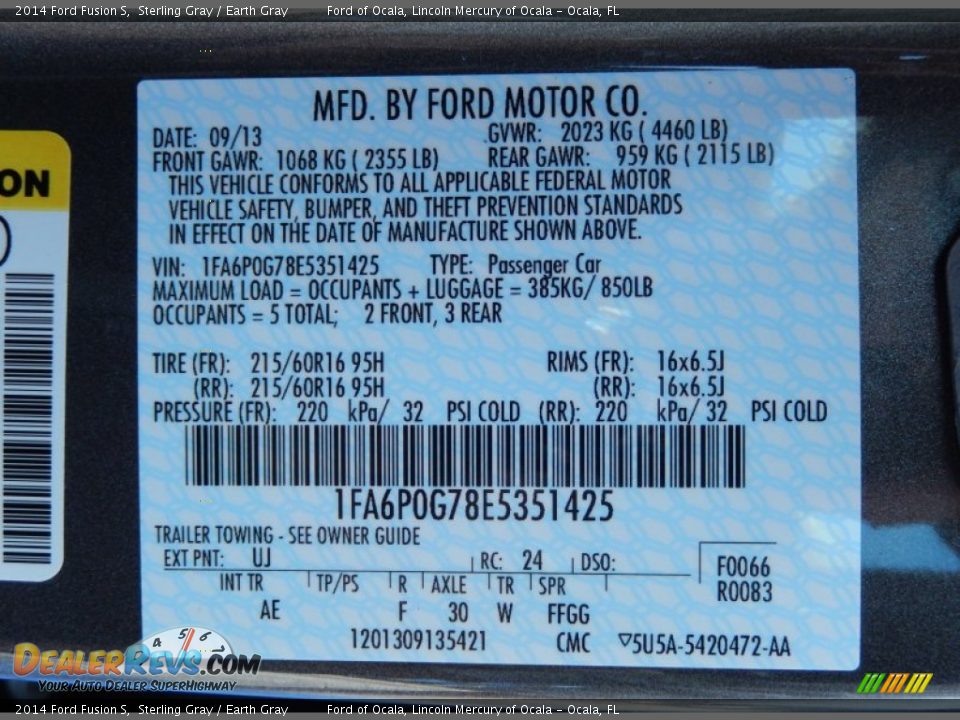 2014 Ford Fusion S, Sterling Gray / Earth Gray Ford of Ocala, Lincoln Mercury of Ocala - Ocala, FL
ON
MFD. BY FORD MOTOR CO.
DATE: 09/13 GVWR: 2023 KG ( 4460 LB)
FRONT GAWR: 1068 KG ( 2355 LB) REAR GAWR: 959 KG ( 2115 LB)
THIS VEHICLE CONFORMS TO ALL APPLICABLE FEDERAL MOTOR
VEHICLE SAFETY, BUMPER, AND THEFT PREVENTION STANDARDS
IN EFFECT ON THE DATE OF MANUFACTURE SHOWN ABOVE.
VIN: 1FA6P0G78E5351425 TYPE: Passenger Car
MAXIMUM LOAD = OCCUPANTS + LUGGAGE = 385KG/ 850LB
OCCUPANTS = 5 TOTAL; 2 FRONT, 3 REAR
TIRE (FR): 215/60R16 95H RIMS (FR): 16x6.5J
(RR): 215/60R16 95H (RR): 16x6.5J
PRESSURE (FR): 220 kPa/ 32 PSI COLD (RR): 220 kPa/ 32 PSI COLD
1FA6P0G78E5351425
TRAILER TOWING - SEE OWNER GUIDE
EXT PNT: UJ RC: 24 DSO: F0066
R0083
INT TR TP/PS R AXLE TR SPR
AE F 30 W FFGG
1201309135421 CMC ▽5U5A-5420472-AA
4 5 6
DEALERREVS.COM
YOUR AUTO DEALER SUPERHIGHWAY
2014 Ford Fusion S, Sterling Gray / Earth Gray Ford of Ocala, Lincoln Mercury of Ocala - Ocala, FL